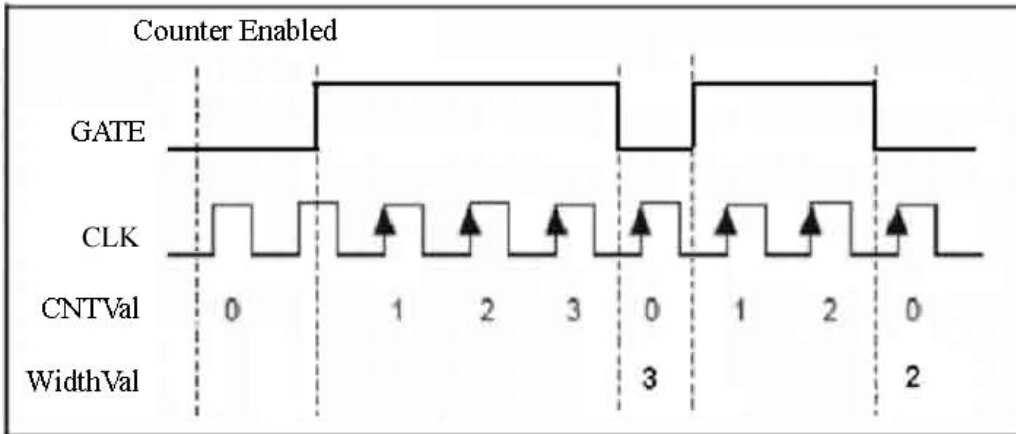 Counter Enabled
GATE
CLK
CNTVal 0 1 2 3 0 1 2 0
WidthVal 3 2